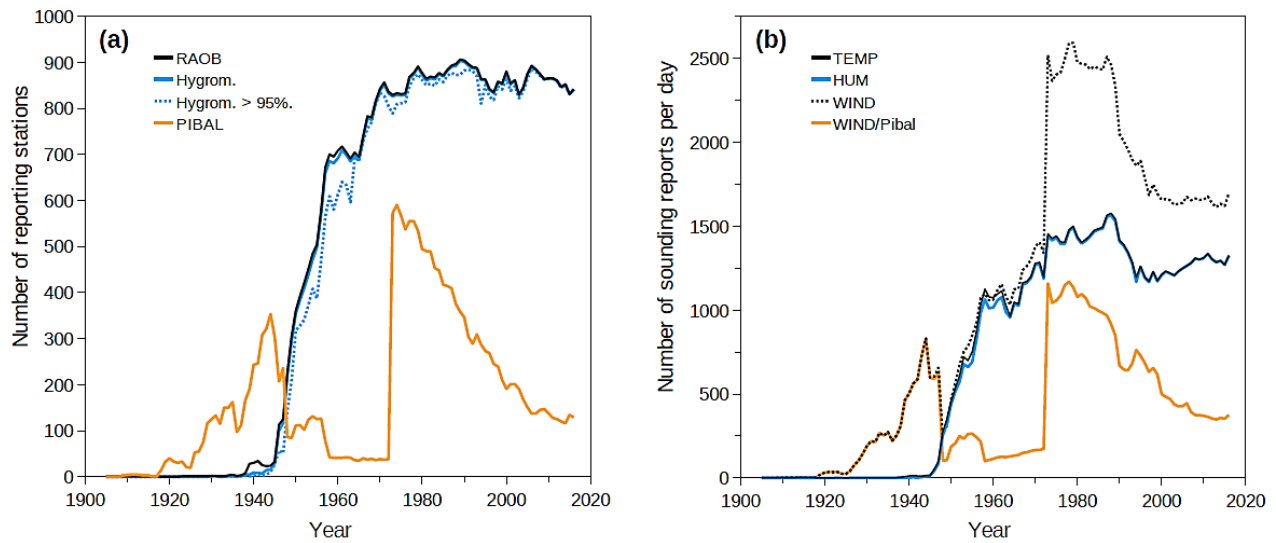 (a)
RAOB
Hygrom.
Hygrom. > 95%.
PIBAL
Number of reporting stations
1000
900
800
700
600
500
400
300
200
100
0
1900
1920
1940
1960
1980
2000
2020
Year
(b)
TEMP
HUM
WIND
WIND/Pibal
Number of sounding reports per day
2500
2000
1500
1000
500
0
1900
1920
1940
1960
1980
2000
2020
Year